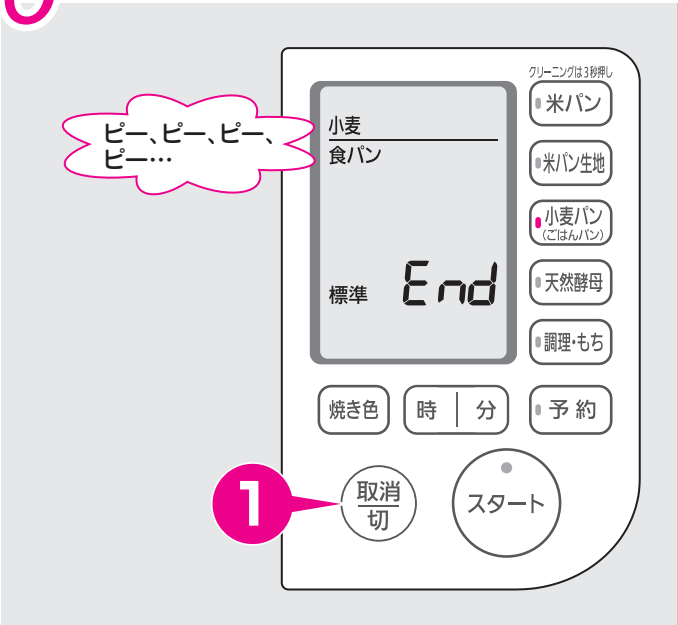 クリーニングは3秒押し
米パン
ピー、ピー、ピー、
ピー…
小麦
食パン
米パン生地
小麦パン
(ごはんパン)
標準 End
天然酵母
調理・もち
焼き色 時 分 予約
1
取消
切
スタート